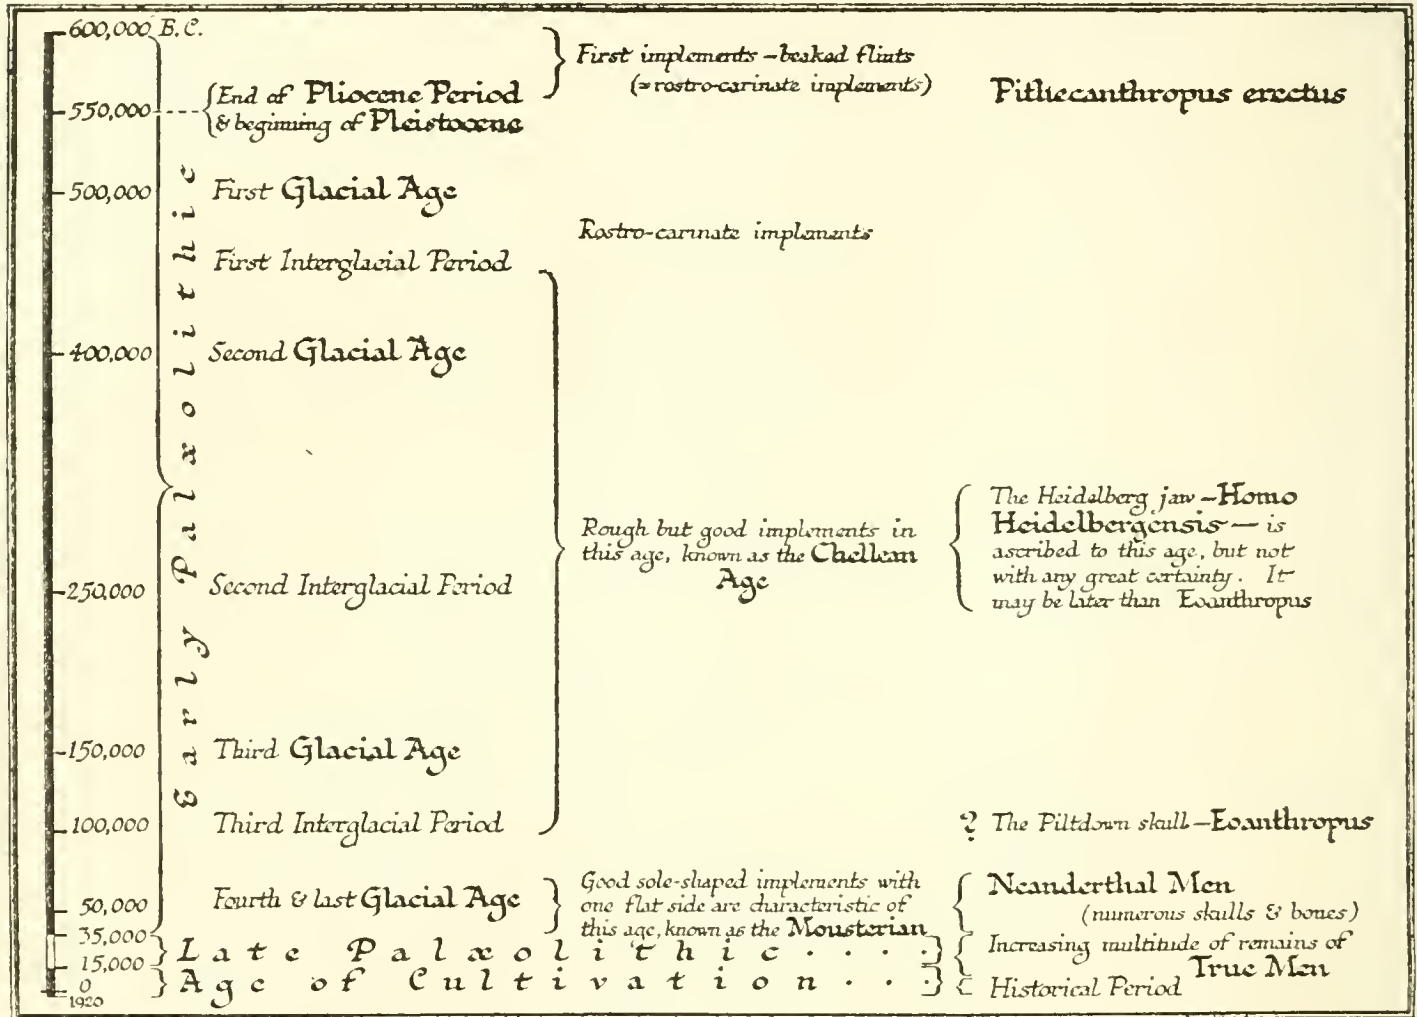 600,000 B.C.
First implements – beaked flints
(= rostro-carinate implements)
Pithecanthropus erectus
End of Pliocene Period
550,000
& beginning of Pleistocene
500,000
First Glacial Age
Rostro-carinate implements
First Interglacial Period
400,000
Second Glacial Age
Early Palæolithic
The Heidelberg jaw – Homo
Heidelbergensis – is
ascribed to this age, but not
with any great certainty. It
may be later than Eoanthropus
Rough but good implements in
this age, known as the Chellean
Age
250,000
Second Interglacial Period
150,000
Third Glacial Age
100,000
Third Interglacial Period
? The Piltdown skull – Eoanthropus
50,000
Fourth & last Glacial Age
Good sole-shaped implements with
one flat side are characteristic of
this age, known as the Mousterian
Neanderthal Men
(numerous skulls & bones)
35,000
Late Palæolithic . . . .
Increasing multitude of remains of
True Men
15,000
Age of Cultivation . . .
Historical Period
0
1920